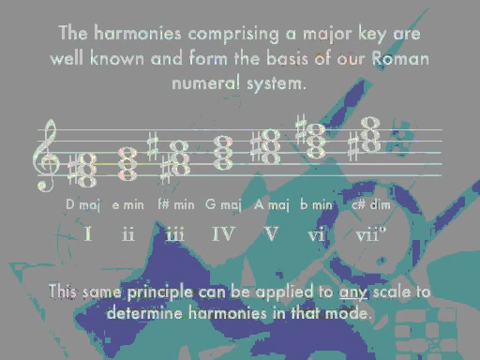 The harmonies comprising a major key are
well known and form the basis of our Roman
numeral system.
D maj e min f# min G maj A maj b min c# dim
I ii iii IV V vi vii°
This same principle can be applied to any scale to
determine harmonies in that mode.